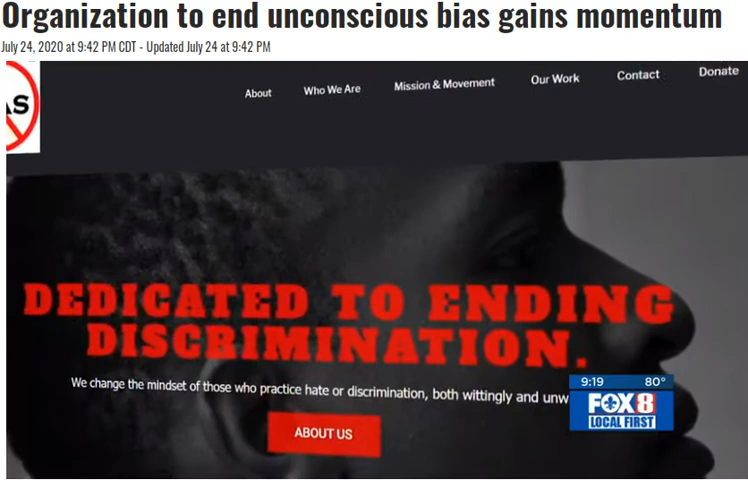 Organization to end unconscious bias gains momentum
July 24, 2020 at 9:42 PM CDT - Updated July 24 at 9:42 PM
AS
About Who We Are Mission & Movement Our Work Contact Donate
DEDICATED TO ENDING
DISCRIMINATION.
We change the mindset of those who practice hate or discrimination, both wittingly and unw
9:19 80°
FOX 8
LOCAL FIRST
ABOUT US